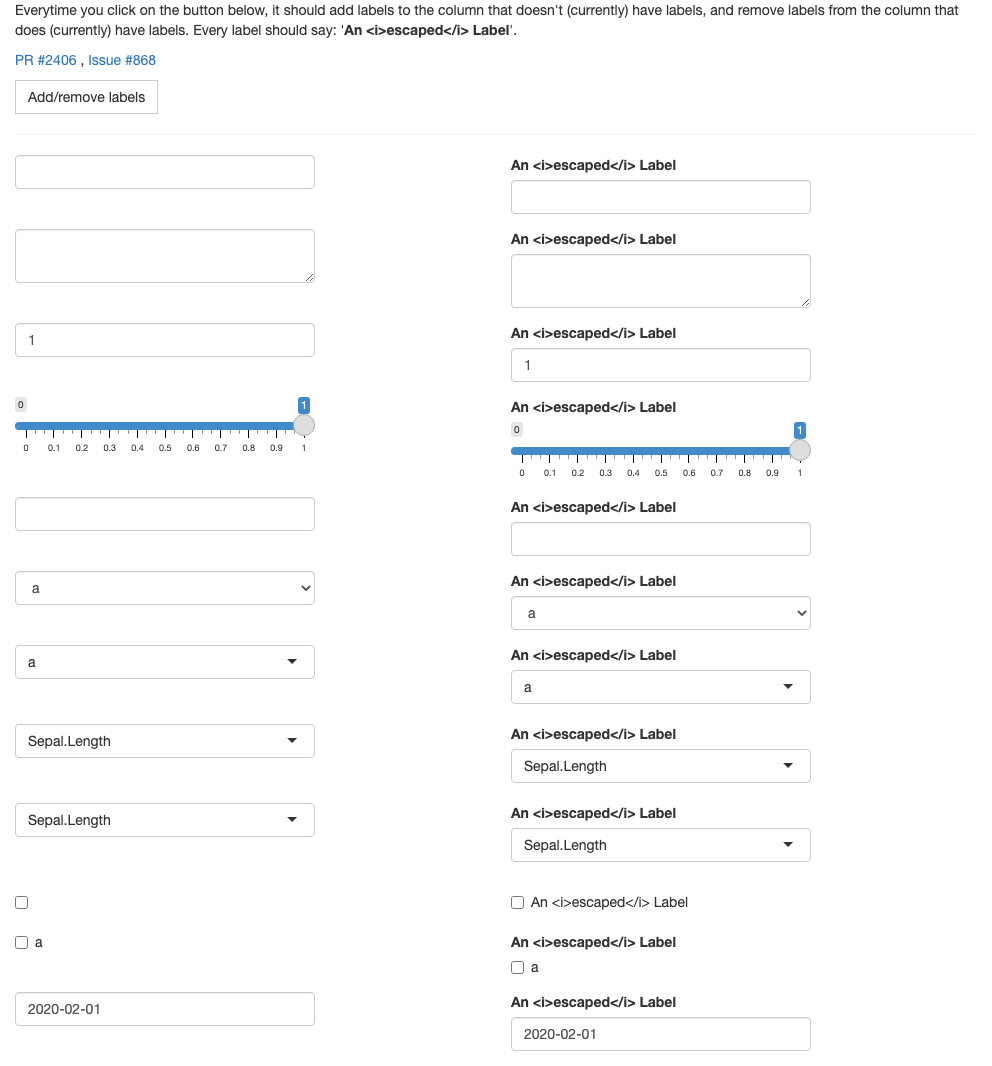 Everytime you click on the button below, it should add labels to the column that doesn't (currently) have labels, and remove labels from the column that
does (currently) have labels. Every label should say: 'An <i>escaped</i> Label'.
PR #2406 , Issue #868
Add/remove labels
An <i>escaped</i> Label
An <i>escaped</i> Label
1
An <i>escaped</i> Label
1
0 1
0 0.1 0.2 0.3 0.4 0.5 0.6 0.7 0.8 0.9 1
An <i>escaped</i> Label
0 1
0 0.1 0.2 0.3 0.4 0.5 0.6 0.7 0.8 0.9 1
An <i>escaped</i> Label
a
An <i>escaped</i> Label
a
a
An <i>escaped</i> Label
a
Sepal.Length
An <i>escaped</i> Label
Sepal.Length
Sepal.Length
An <i>escaped</i> Label
Sepal.Length
An <i>escaped</i> Label
a
An <i>escaped</i> Label
a
2020-02-01
An <i>escaped</i> Label
2020-02-01